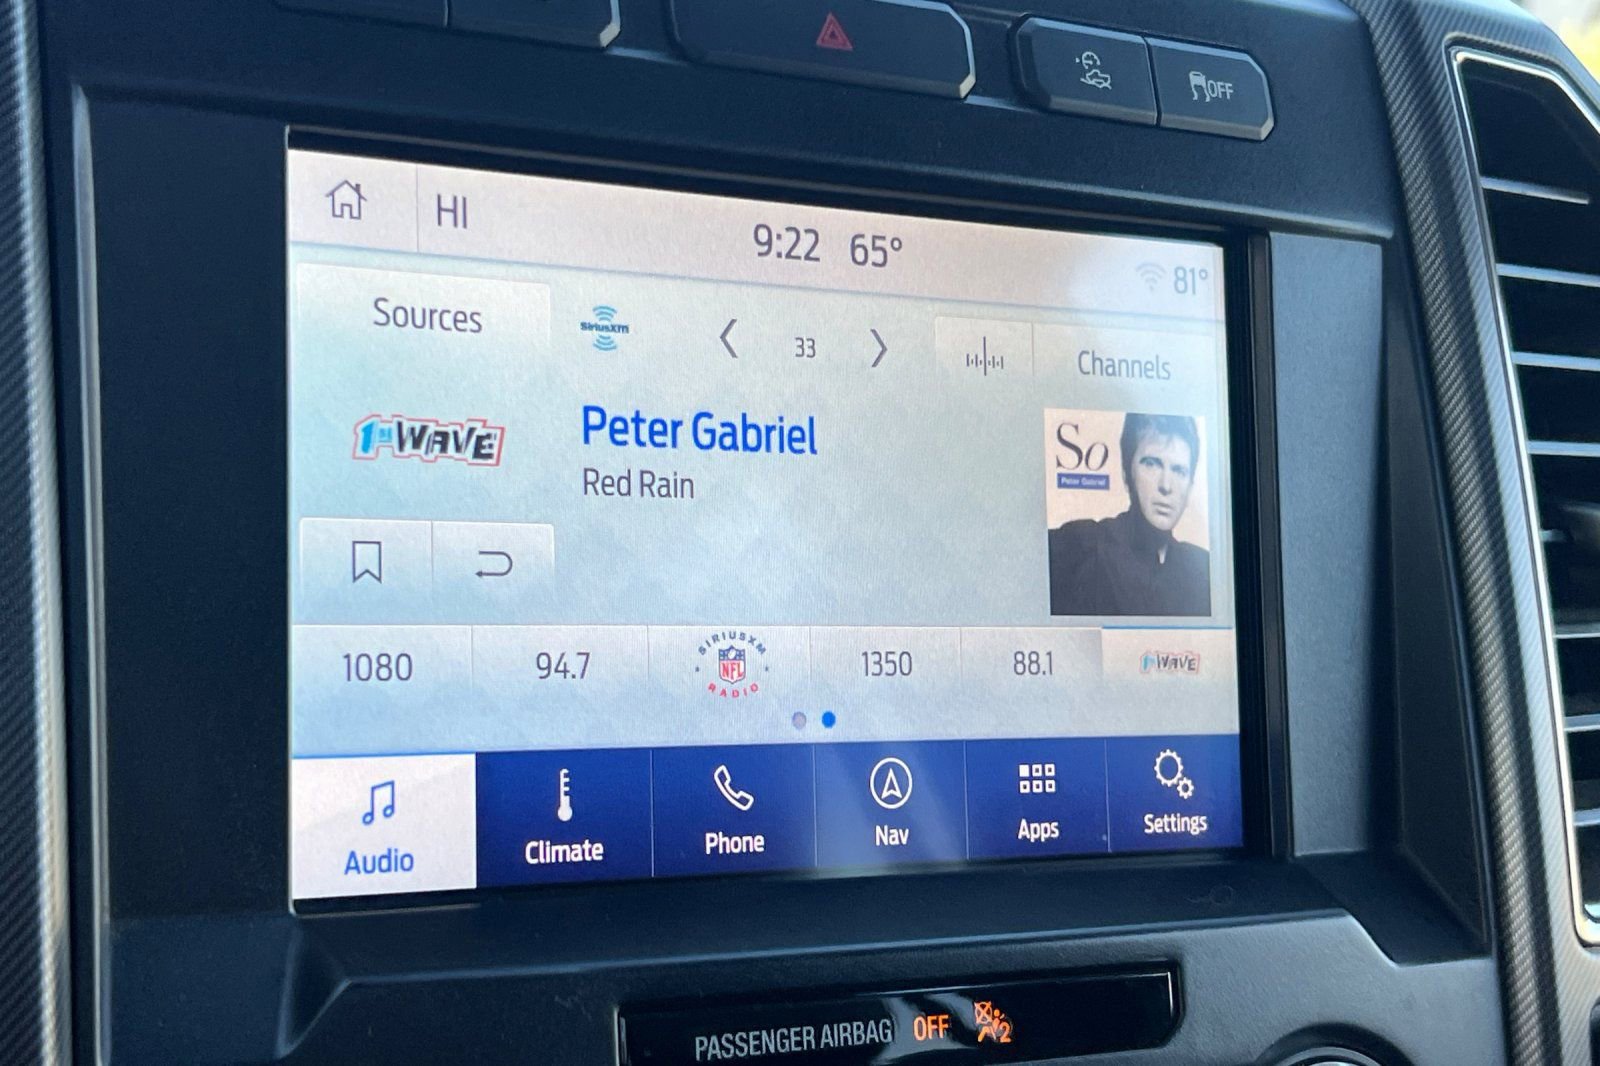 OFF
HI
9:22 65°
81°
Sources
SiriusXM
33
Channels
1ST WAVE
Peter Gabriel
Red Rain
So
Peter Gabriel
1080
94.7
SIRIUSXM
NFL
RADIO
1350
88.1
1ST WAVE
Audio
Climate
Phone
Nav
Apps
Settings
PASSENGER AIRBAG OFF
2